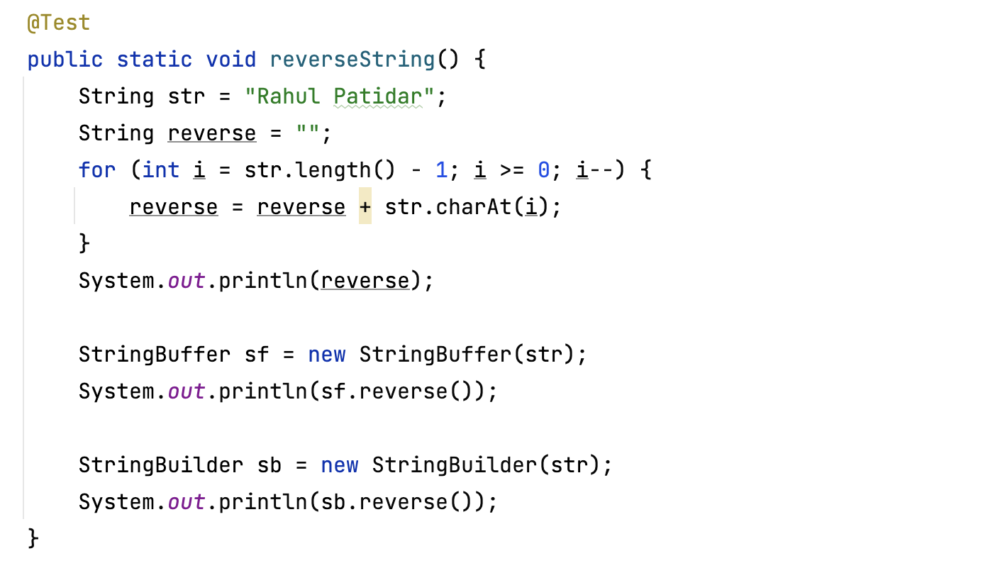 @Test
public static void reverseString() {
    String str = "Rahul Patidar";
    String reverse = "";
    for (int i = str.length() - 1; i >= 0; i--) {
        reverse = reverse + str.charAt(i);
    }
    System.out.println(reverse);

    StringBuffer sf = new StringBuffer(str);
    System.out.println(sf.reverse());

    StringBuilder sb = new StringBuilder(str);
    System.out.println(sb.reverse());
}